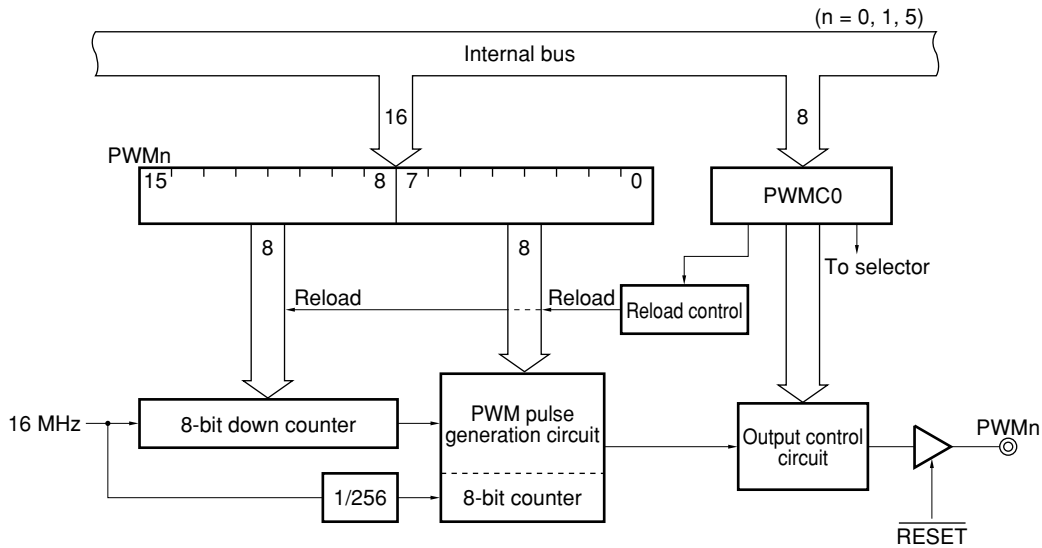 (n = 0, 1, 5)
Internal bus
16
8
PWMn
15
8
7
0
PWMC0
8
8
To selector
Reload
Reload
Reload control
16 MHz
8-bit down counter
PWM pulse
generation circuit
Output control
circuit
PWMn
1/256
8-bit counter
RESET